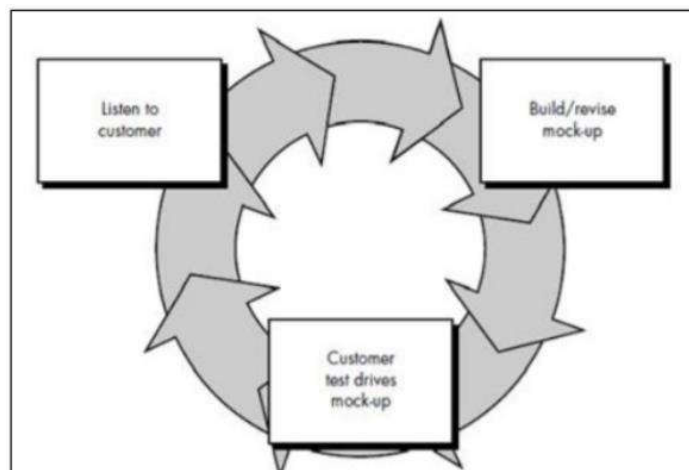 Listen to
customer
Build/revise
mock-up
Customer
test drives
mock-up